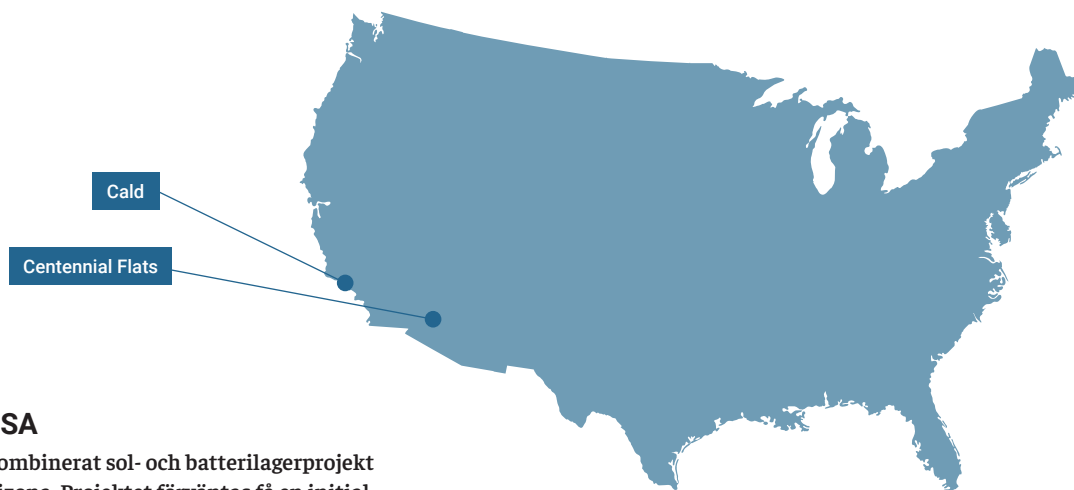 Cald
Centennial Flats
SA
ombinerat sol- och batterilagerprojekt